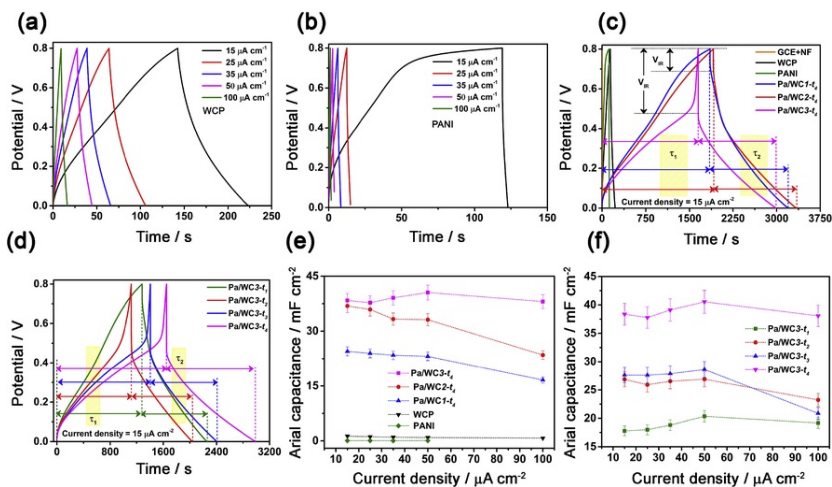 (a)
Potential / V
0.8
0.6
0.4
0.2
0.0
0 50 100 150 200 250
Time / s
15 μA cm⁻¹
25 μA cm⁻¹
35 μA cm⁻¹
50 μA cm⁻¹
100 μA cm⁻¹
WCP
(b)
Potential / V
0.8
0.6
0.4
0.2
0.0
0 50 100 150
Time / s
15 μA cm⁻¹
25 μA cm⁻¹
35 μA cm⁻¹
50 μA cm⁻¹
100 μA cm⁻¹
PANI
(c)
Potential / V
0.8
0.6
0.4
0.2
0.0
0 750 1500 2250 3000 3750
Time / s
V_IR
V_IR
GCE+NF
WCP
PANI
Pa/WC1-t₄
Pa/WC2-t₄
Pa/WC3-t₄
τ₁
τ₂
Current density = 15 μA cm⁻²
(d)
Potential / V
0.8
0.6
0.4
0.2
0.0
0 600 1200 1800 2400 3000
Time / s
Pa/WC3-t₁
Pa/WC3-t₂
Pa/WC3-t₃
Pa/WC3-t₄
τ₂
τ₁
Current density = 15 μA cm⁻²
(e)
Arial capacitance / mF cm⁻²
45
36
27
18
9
0
10 20 30 40 50 60 70 80 90 100
Current density / μA cm⁻²
Pa/WC3-t₄
Pa/WC2-t₄
Pa/WC1-t₄
WCP
PANI
(f)
Arial capacitance / mF cm⁻²
45
40
35
30
25
20
15
10 20 30 40 50 60 70 80 90 100
Current density / μA cm⁻²
Pa/WC3-t₁
Pa/WC3-t₂
Pa/WC3-t₃
Pa/WC3-t₄